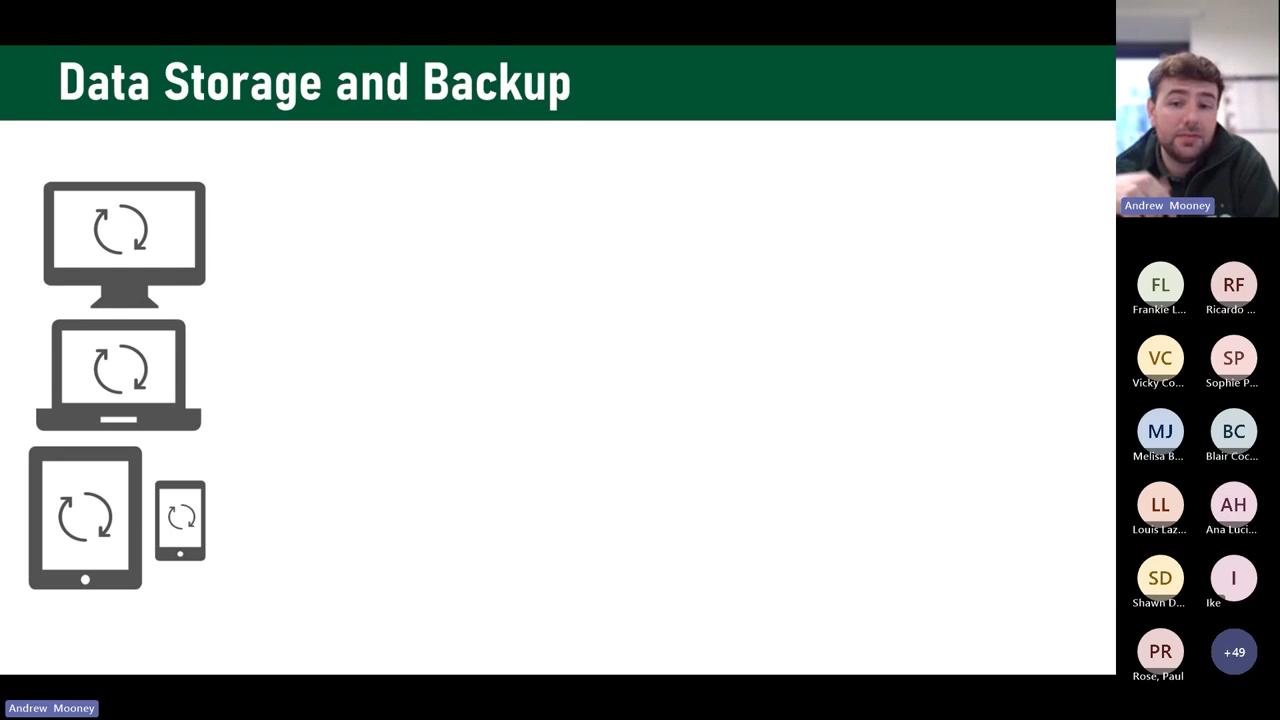 Data Storage and Backup
Andrew Mooney
FL
RF
Frankie L...
Ricardo ...
VC
SP
Vicky Co...
Sophie P...
MJ
BC
Melisa B...
Blair Coc...
LL
AH
Louis Laz...
Ana Luci...
SD
I
Shawn D...
Ike
PR
+49
Rose, Paul
Andrew Mooney